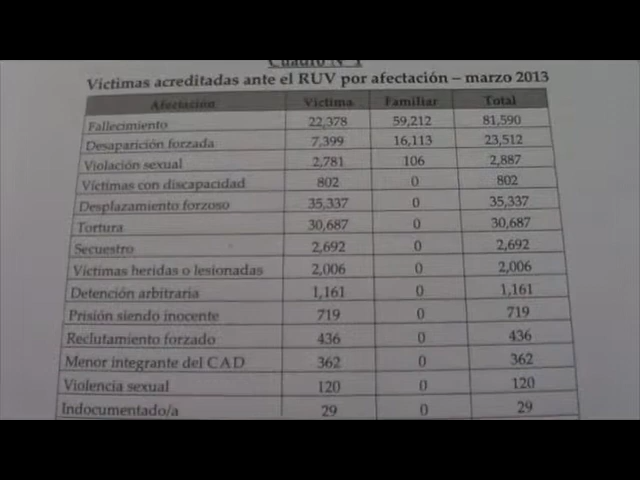 Cuadro Nº 1
Víctimas acreditadas ante el RUV por afectación – marzo 2013
Afectación Víctima Familiar Total
Fallecimiento 22,378 59,212 81,590
Desaparición forzada 7,399 16,113 23,512
Violación sexual 2,781 106 2,887
Víctimas con discapacidad 802 0 802
Desplazamiento forzoso 35,337 0 35,337
Tortura 30,687 0 30,687
Secuestro 2,692 0 2,692
Víctimas heridas o lesionadas 2,006 0 2,006
Detención arbitraria 1,161 0 1,161
Prisión siendo inocente 719 0 719
Reclutamiento forzado 436 0 436
Menor integrante del CAD 362 0 362
Violencia sexual 120 0 120
Indocumentado/a 29 0 29